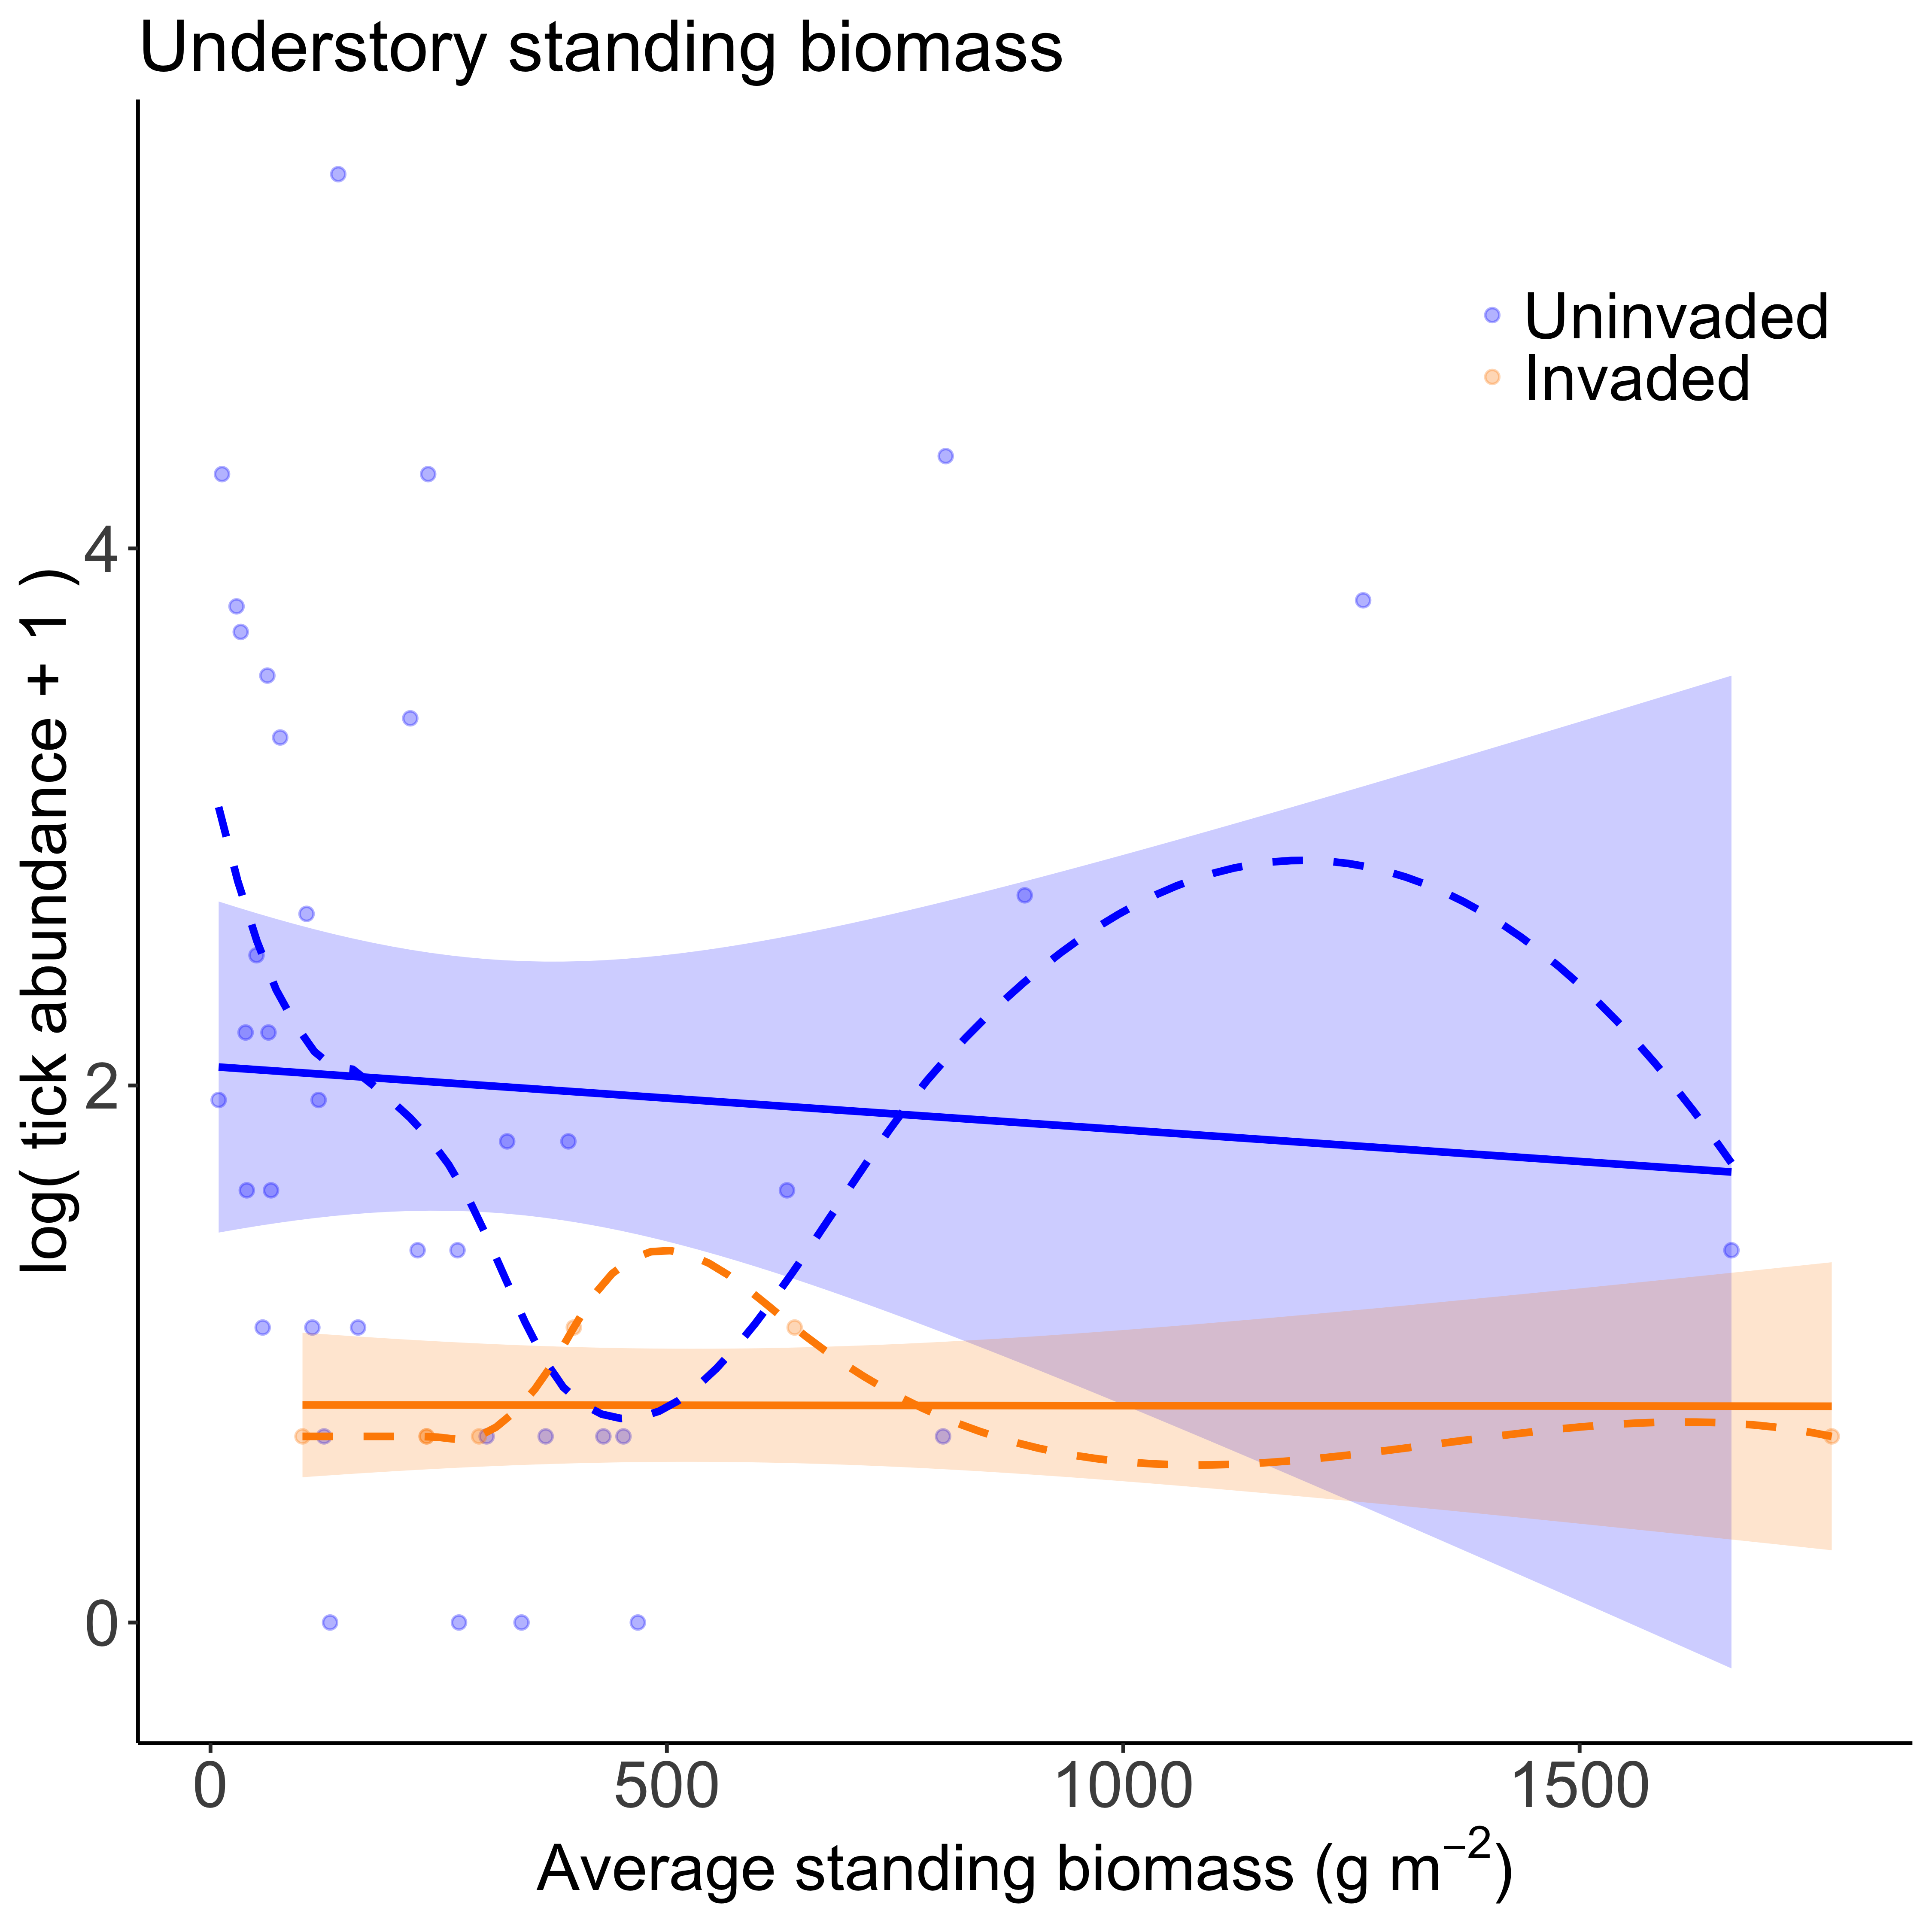 Understory standing biomass
Uninvaded
Invaded
log( tick abundance + 1 )
4
2
0
0 500 1000 1500
Average standing biomass (g m⁻²)